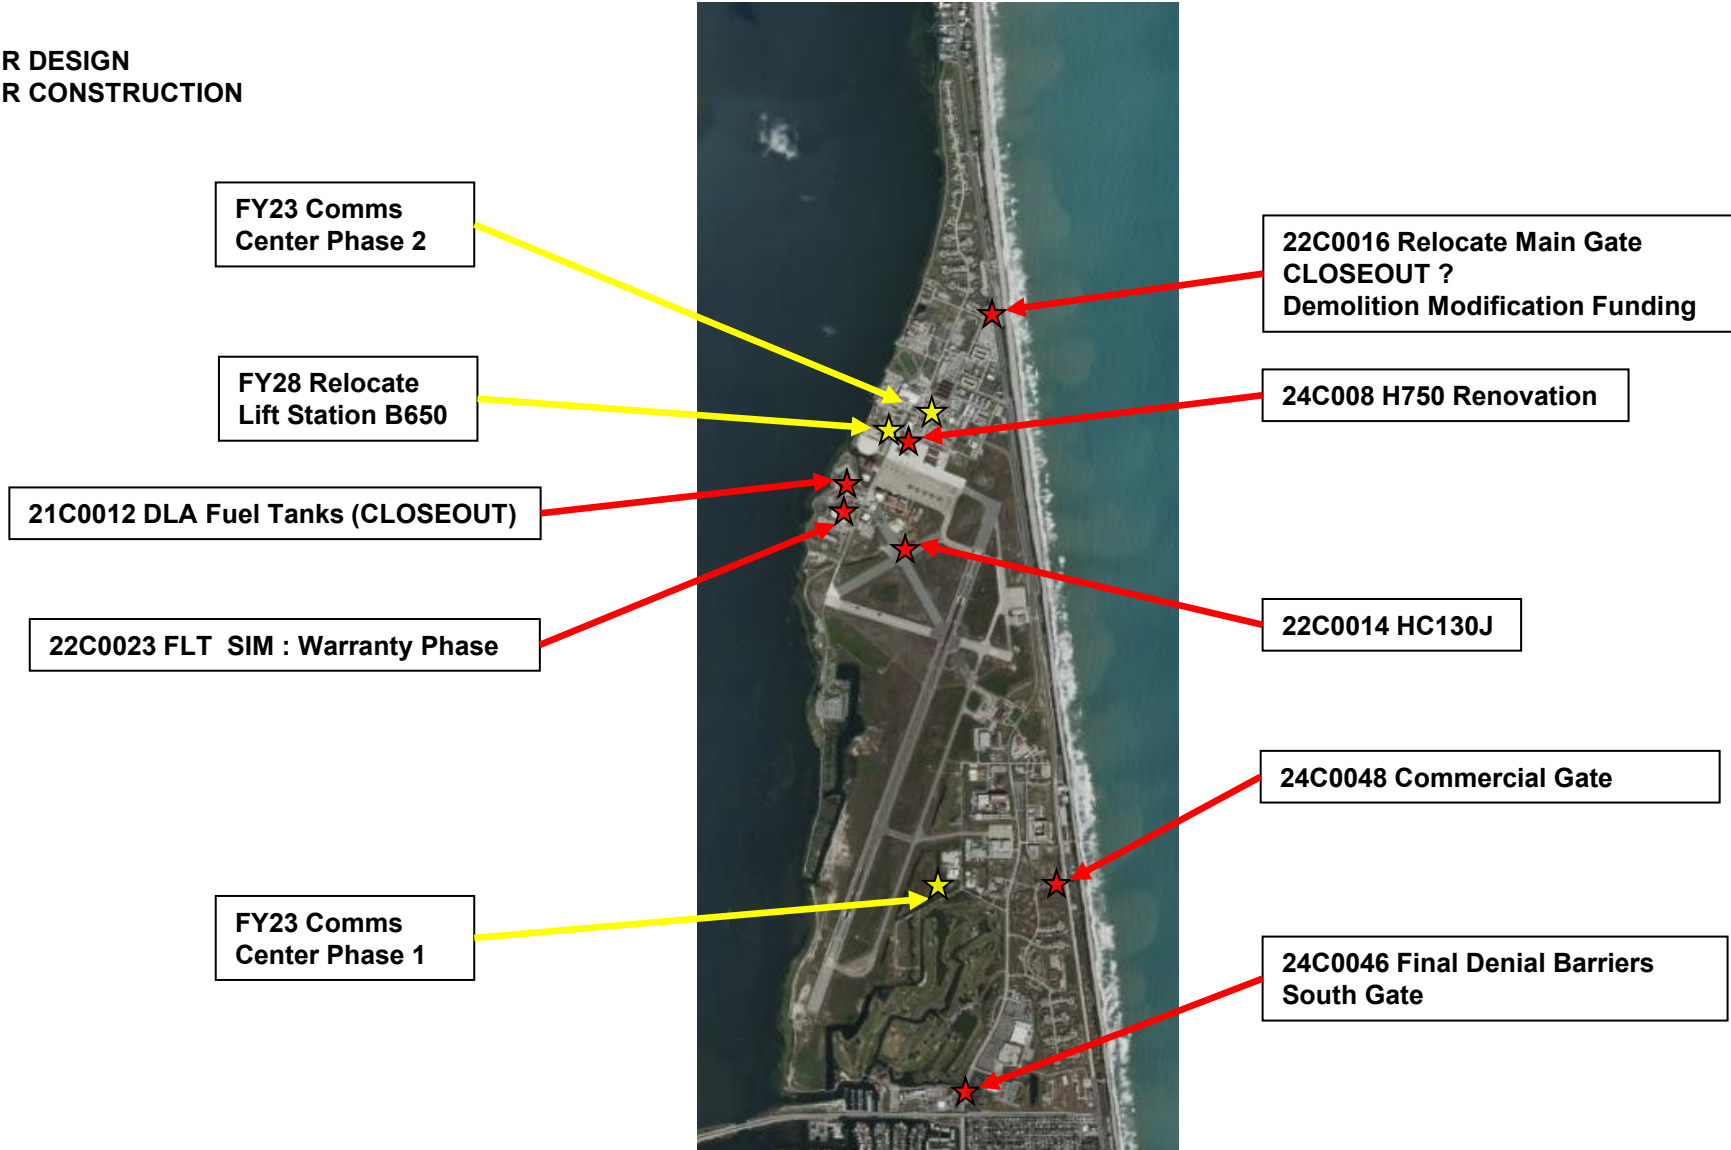 R DESIGN
R CONSTRUCTION
FY23 Comms
Center Phase 2
22C0016 Relocate Main Gate
CLOSEOUT ?
Demolition Modification Funding
FY28 Relocate
Lift Station B650
24C008 H750 Renovation
21C0012 DLA Fuel Tanks (CLOSEOUT)
22C0023 FLT  SIM : Warranty Phase
22C0014 HC130J
24C0048 Commercial Gate
FY23 Comms
Center Phase 1
24C0046 Final Denial Barriers
South Gate